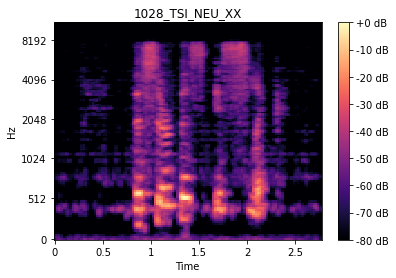 1028_TSI_NEU_XX
Hz
8192
4096
2048
1024
512
0
0
0.5
1
1.5
2
2.5
Time
+0 dB
-10 dB
-20 dB
-30 dB
-40 dB
-50 dB
-60 dB
-70 dB
-80 dB